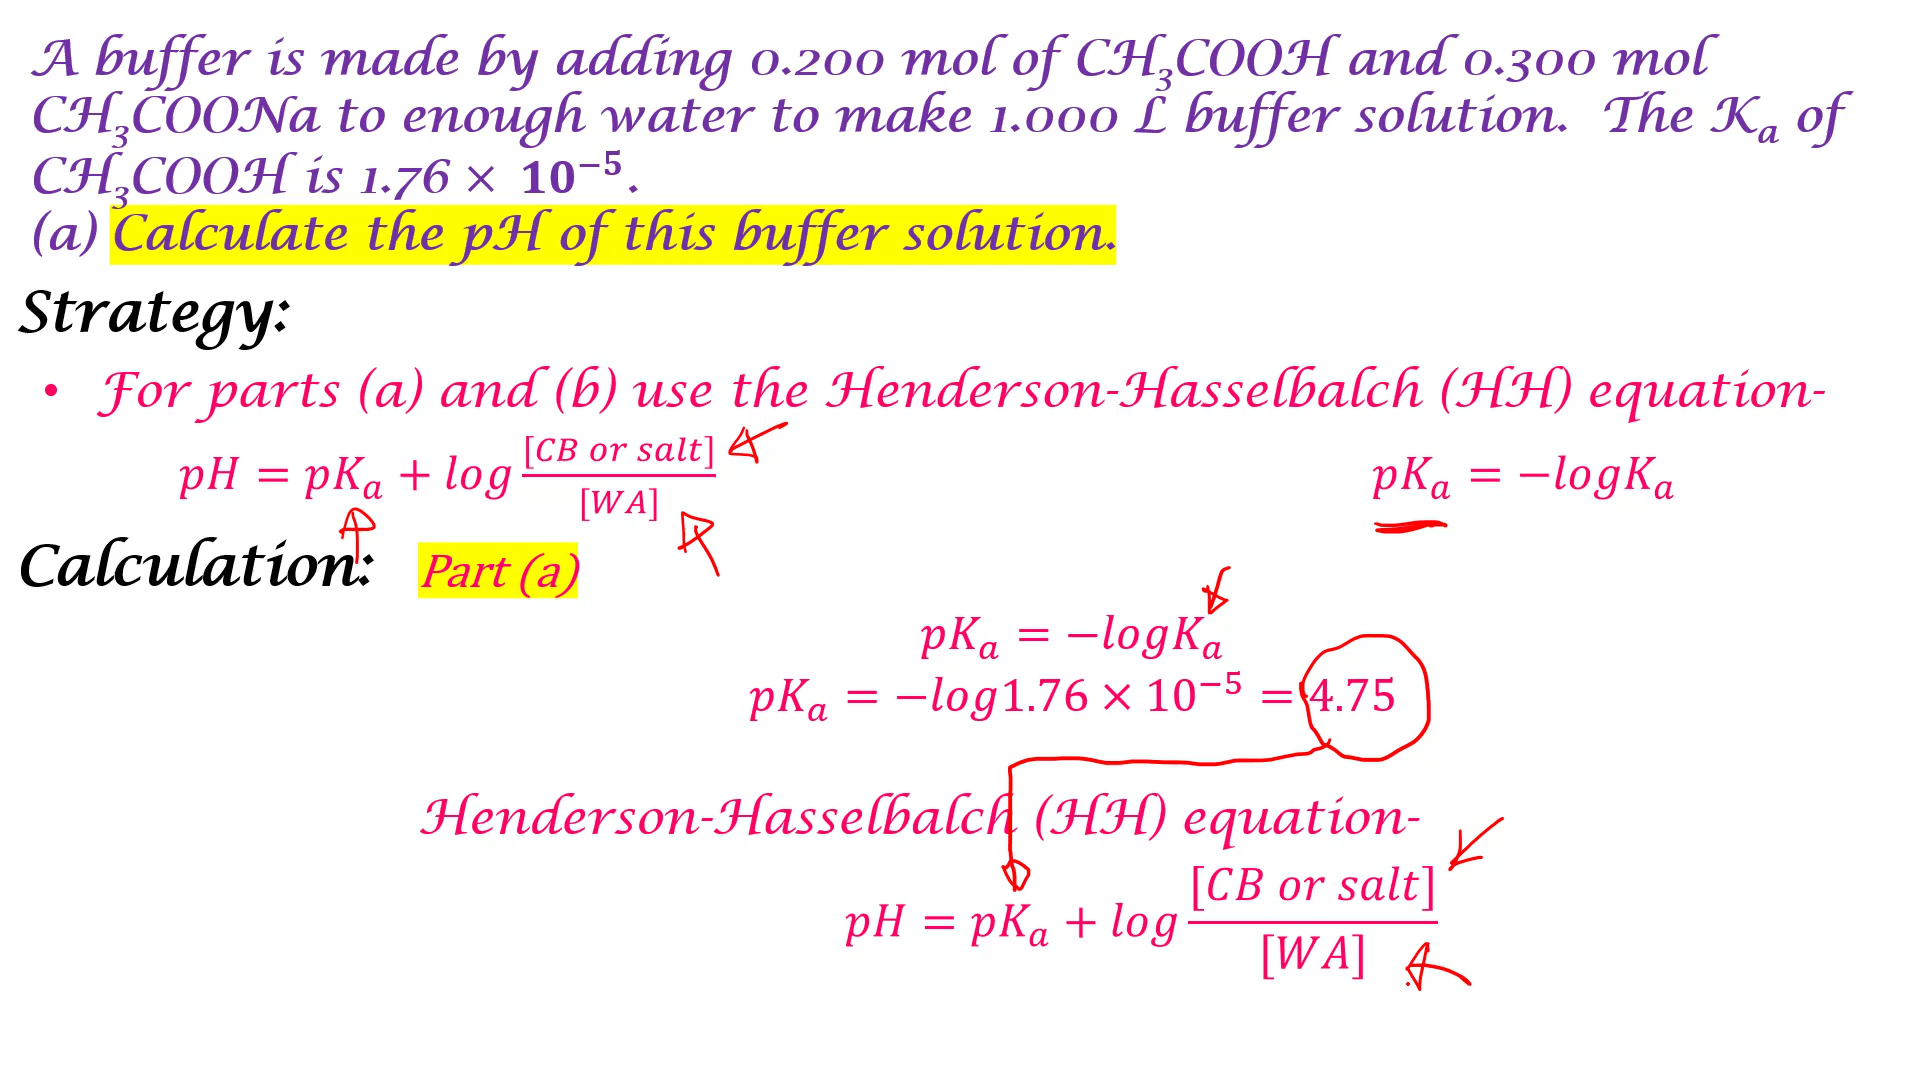 A buffer is made by adding 0.200 mol of CH₃COOH and 0.300 mol
CH₃COONa to enough water to make 1.000 L buffer solution. The Kₐ of
CH₃COOH is 1.76 × 10⁻⁵.
(a) Calculate the pH of this buffer solution.
Strategy:
• For parts (a) and (b) use the Henderson-Hasselbalch (HH) equation-
pH = pKₐ + log [CB or salt] / [WA] pKₐ = −logKₐ
Calculation: Part (a)
pKₐ = −logKₐ
pKₐ = −log1.76 × 10⁻⁵ = 4.75
Henderson-Hasselbalch (HH) equation-
pH = pKₐ + log [CB or salt] / [WA]